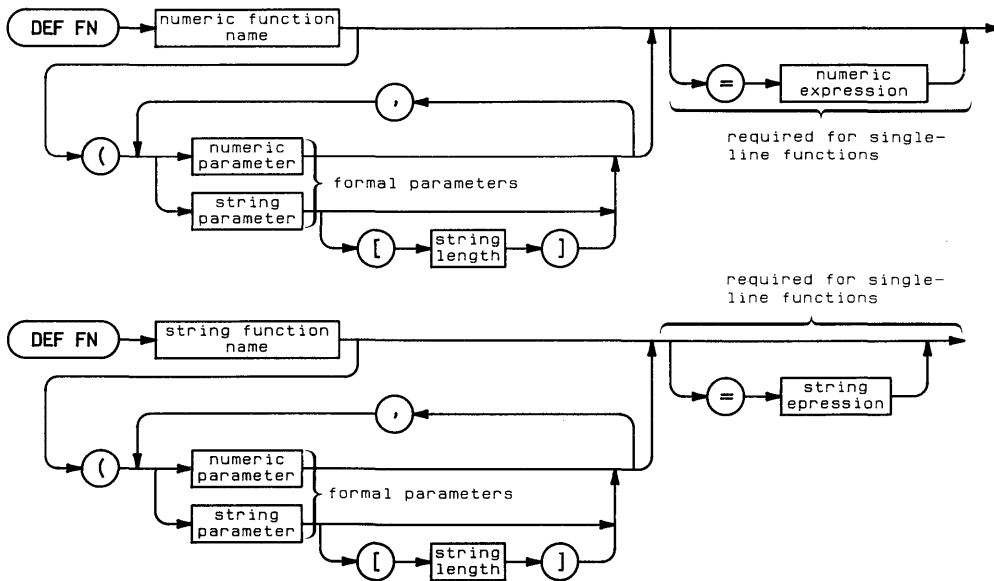 DEF FN
numeric function
name
=
numeric
expression
,
required for single-
line functions
(
numeric
parameter
formal parameters
string
parameter
[
string
length
]
required for single-
line functions
DEF FN
string function
name
=
string
epression
,
(
numeric
parameter
formal parameters
string
parameter
[
string
length
]